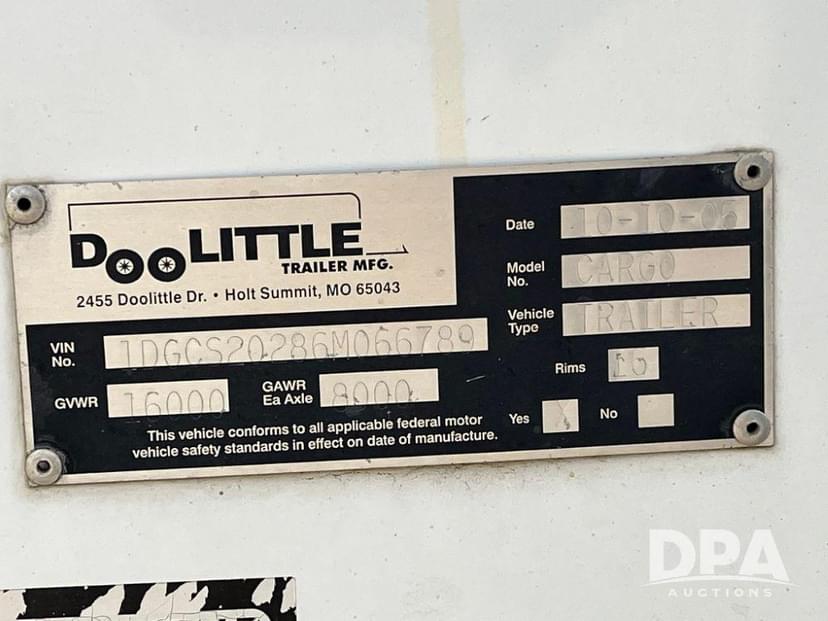 DOOLITTLE
TRAILER MFG.
2455 Doolittle Dr. • Holt Summit, MO 65043
Date 10-10-05
Model No. CARGO
Vehicle Type TRAILER
VIN No. 1DGCS20286M066789
Rims 16
GVWR 16000 GAWR Ea Axle 8000
Yes X No
This vehicle conforms to all applicable federal motor
vehicle safety standards in effect on date of manufacture.
DPA
AUCTIONS